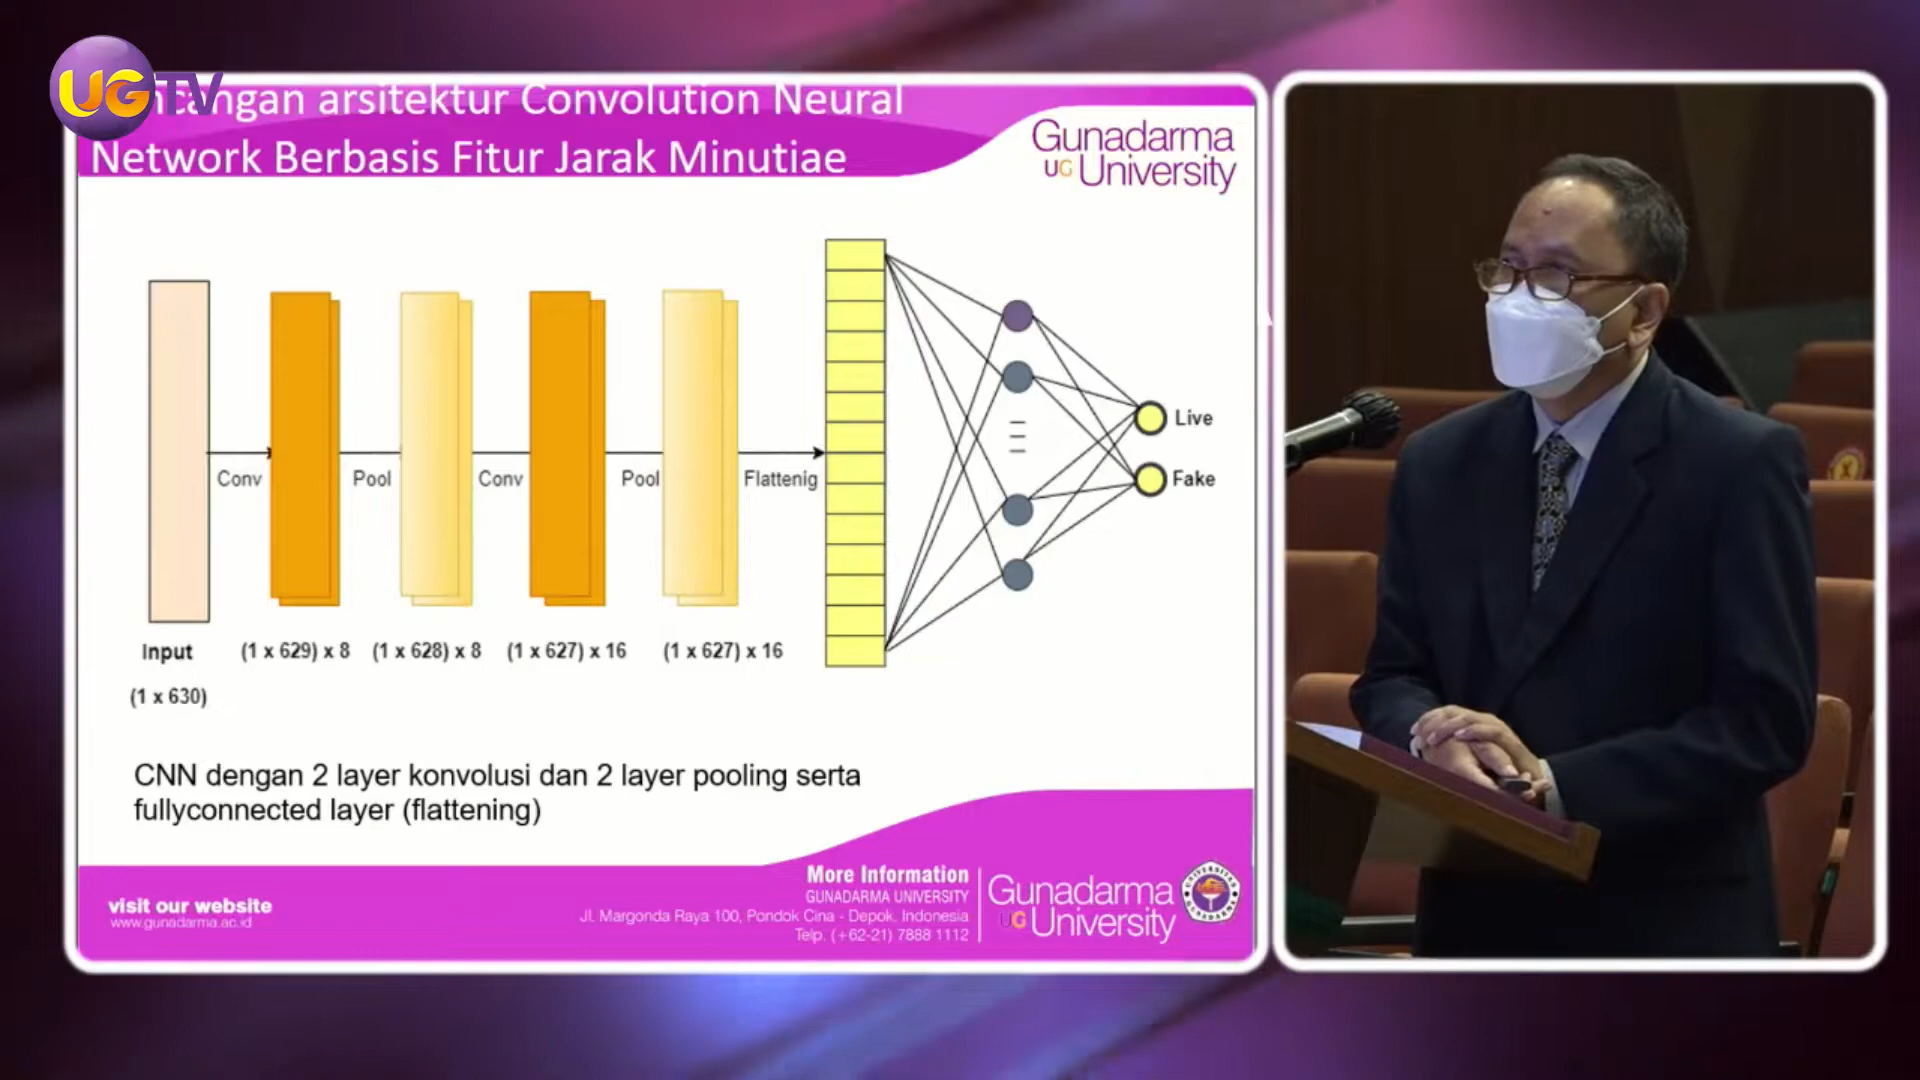 UGTV
arsitektur Convolution Neural
Network Berbasis Fitur Jarak Minutiae
Gunadarma
UG University
Conv
Pool
Conv
Pool
Flattenig
Live
Fake
Input
(1 x 630)
(1 x 629) x 8
(1 x 628) x 8
(1 x 627) x 16
(1 x 627) x 16
CNN dengan 2 layer konvolusi dan 2 layer pooling serta
fullyconnected layer (flattening)
visit our website
www.gunadarma.ac.id
More Information
GUNADARMA UNIVERSITY
Jl. Margonda Raya 100, Pondok Cina - Depok. Indonesia
Telp. (+62-21) 7888 1112
Gunadarma
UG University
UNIVERSITAS
GUNADARMA